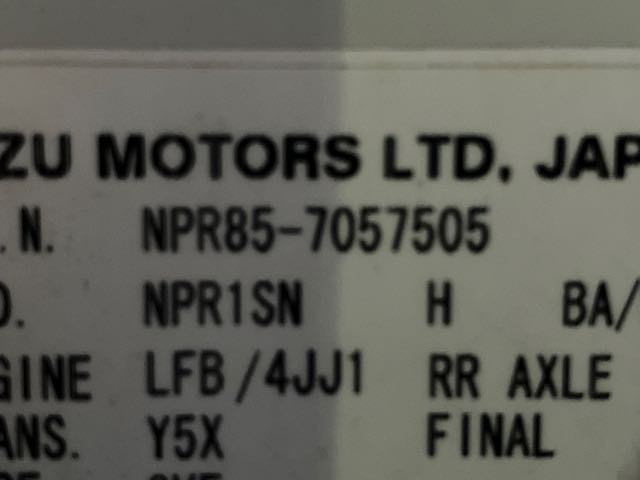 ZU MOTORS LTD, JAP
.N. NPR85-7057505
O. NPR1SN H BA/
GINE LFB/4JJ1 RR AXLE
ANS. Y5X FINAL